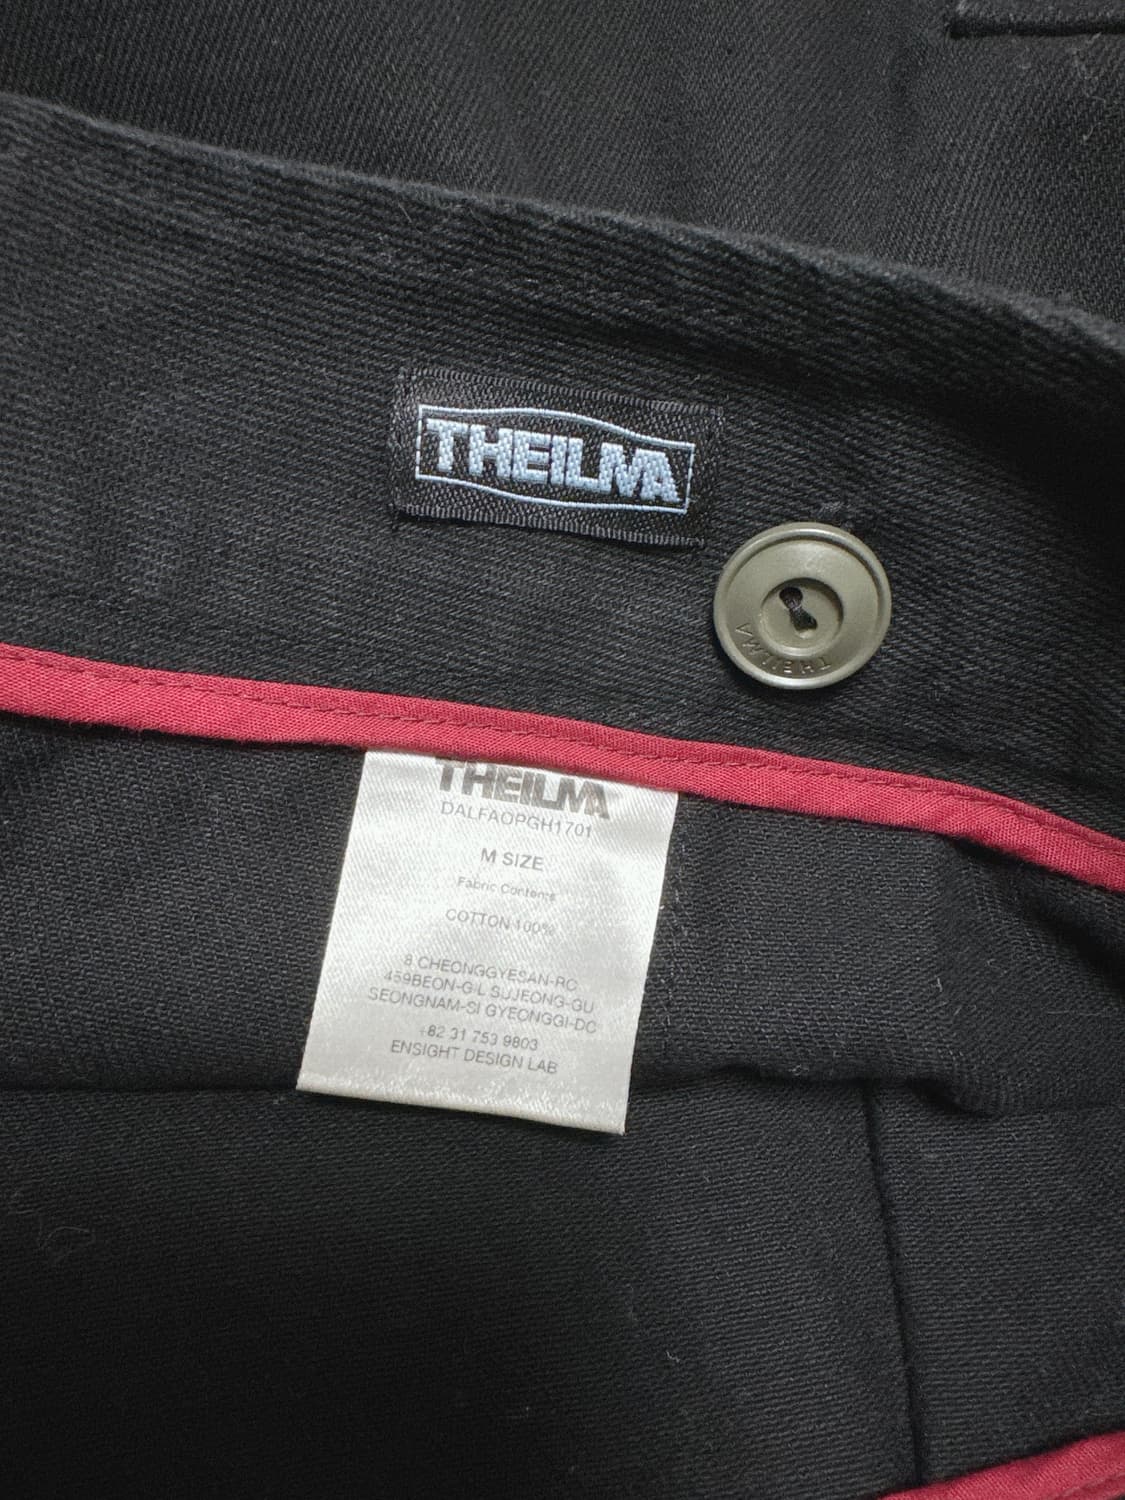 THEILMA
THEILMA
THEILMA
DALFAOPGH1701
M SIZE
Fabric Contents
COTTON 100%
8 CHEONGGYESAN-RO
459BEON-GIL SUJEONG-GU
SEONGNAM-SI GYEONGGI-DO
+82 31 753 9803
ENSIGHT DESIGN LAB